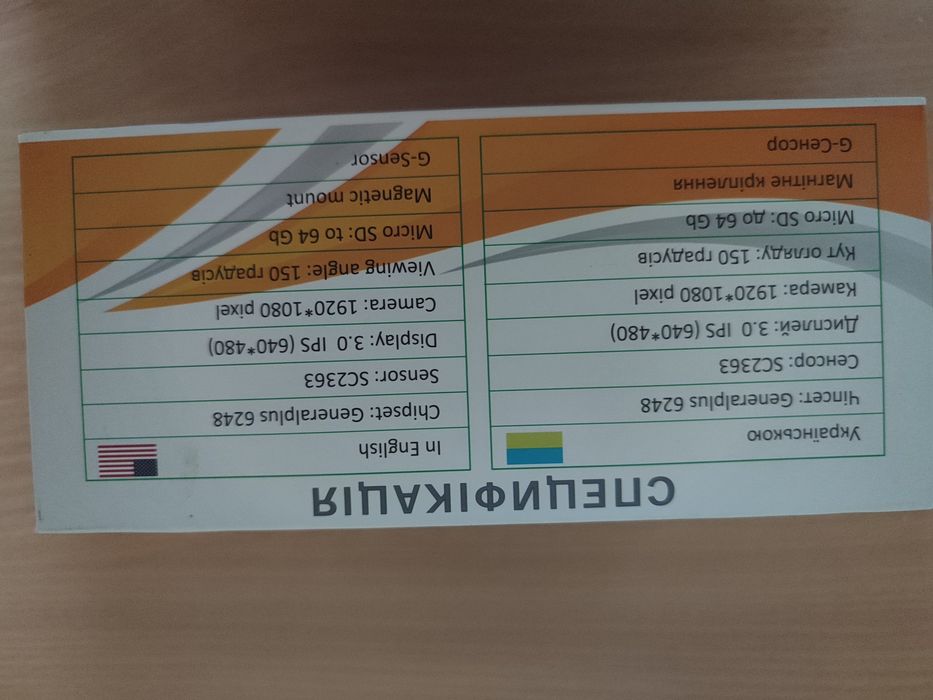 СПЕЦИФІКАЦІЯ
Українською
Чіпсет: Generalplus 6248
Сенсор: SC2363
Дисплей: 3.0 IPS (640*480)
Камера: 1920*1080 pixel
Кут огляду: 150 градусів
Micro SD: до 64 Gb
Магнітне кріплення
G-Сенсор
In English
Chipset: Generalplus 6248
Sensor: SC2363
Display: 3.0 IPS (640*480)
Camera: 1920*1080 pixel
Viewing angle: 150 градусів
Micro SD: to 64 Gb
Magnetic mount
G-Sensor